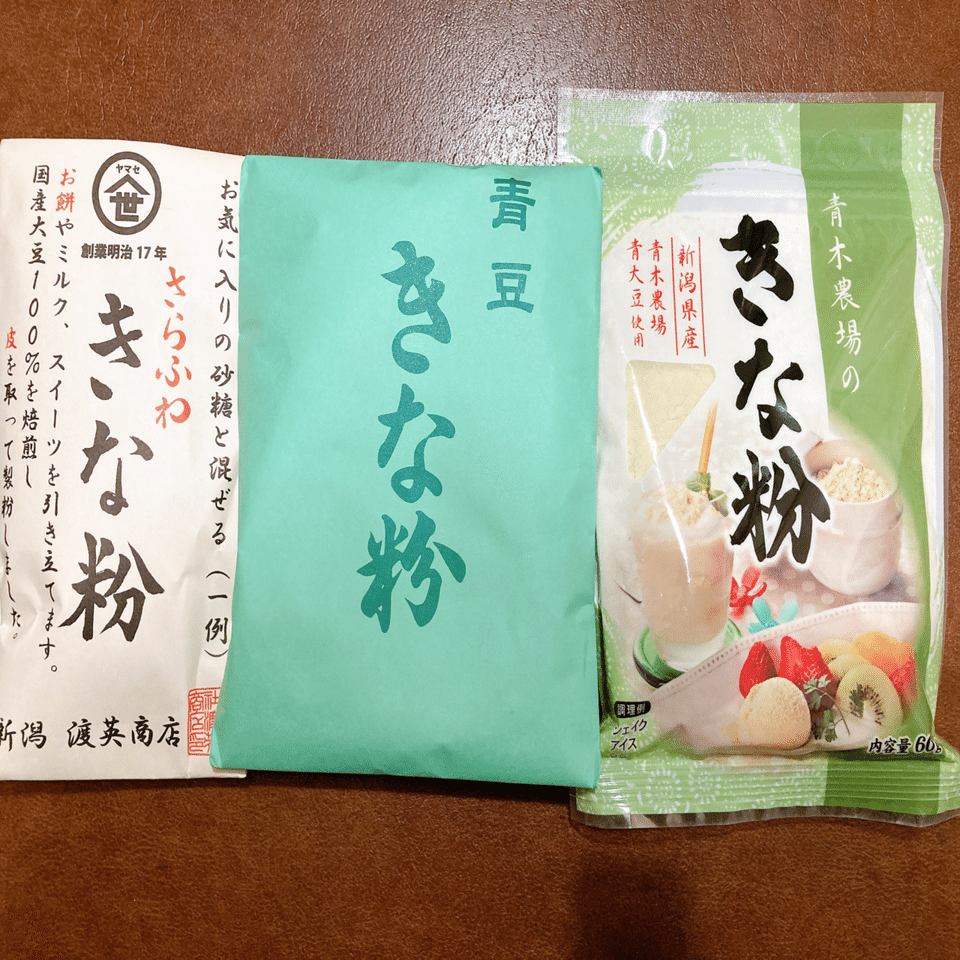 ヤマセ
世
創業明治17年
お気に入りの砂糖と混ぜる(一例)
さらふわ
きな粉
お餅やミルク、スイーツを引き立てます。
国産大豆100%を焙煎し
皮を取って製粉しました。
新潟 渡英商店
青豆
きな粉
青木農場の
きな粉
新潟県産
青木農場
青大豆使用
調理例
シェイク
アイス
内容量60g